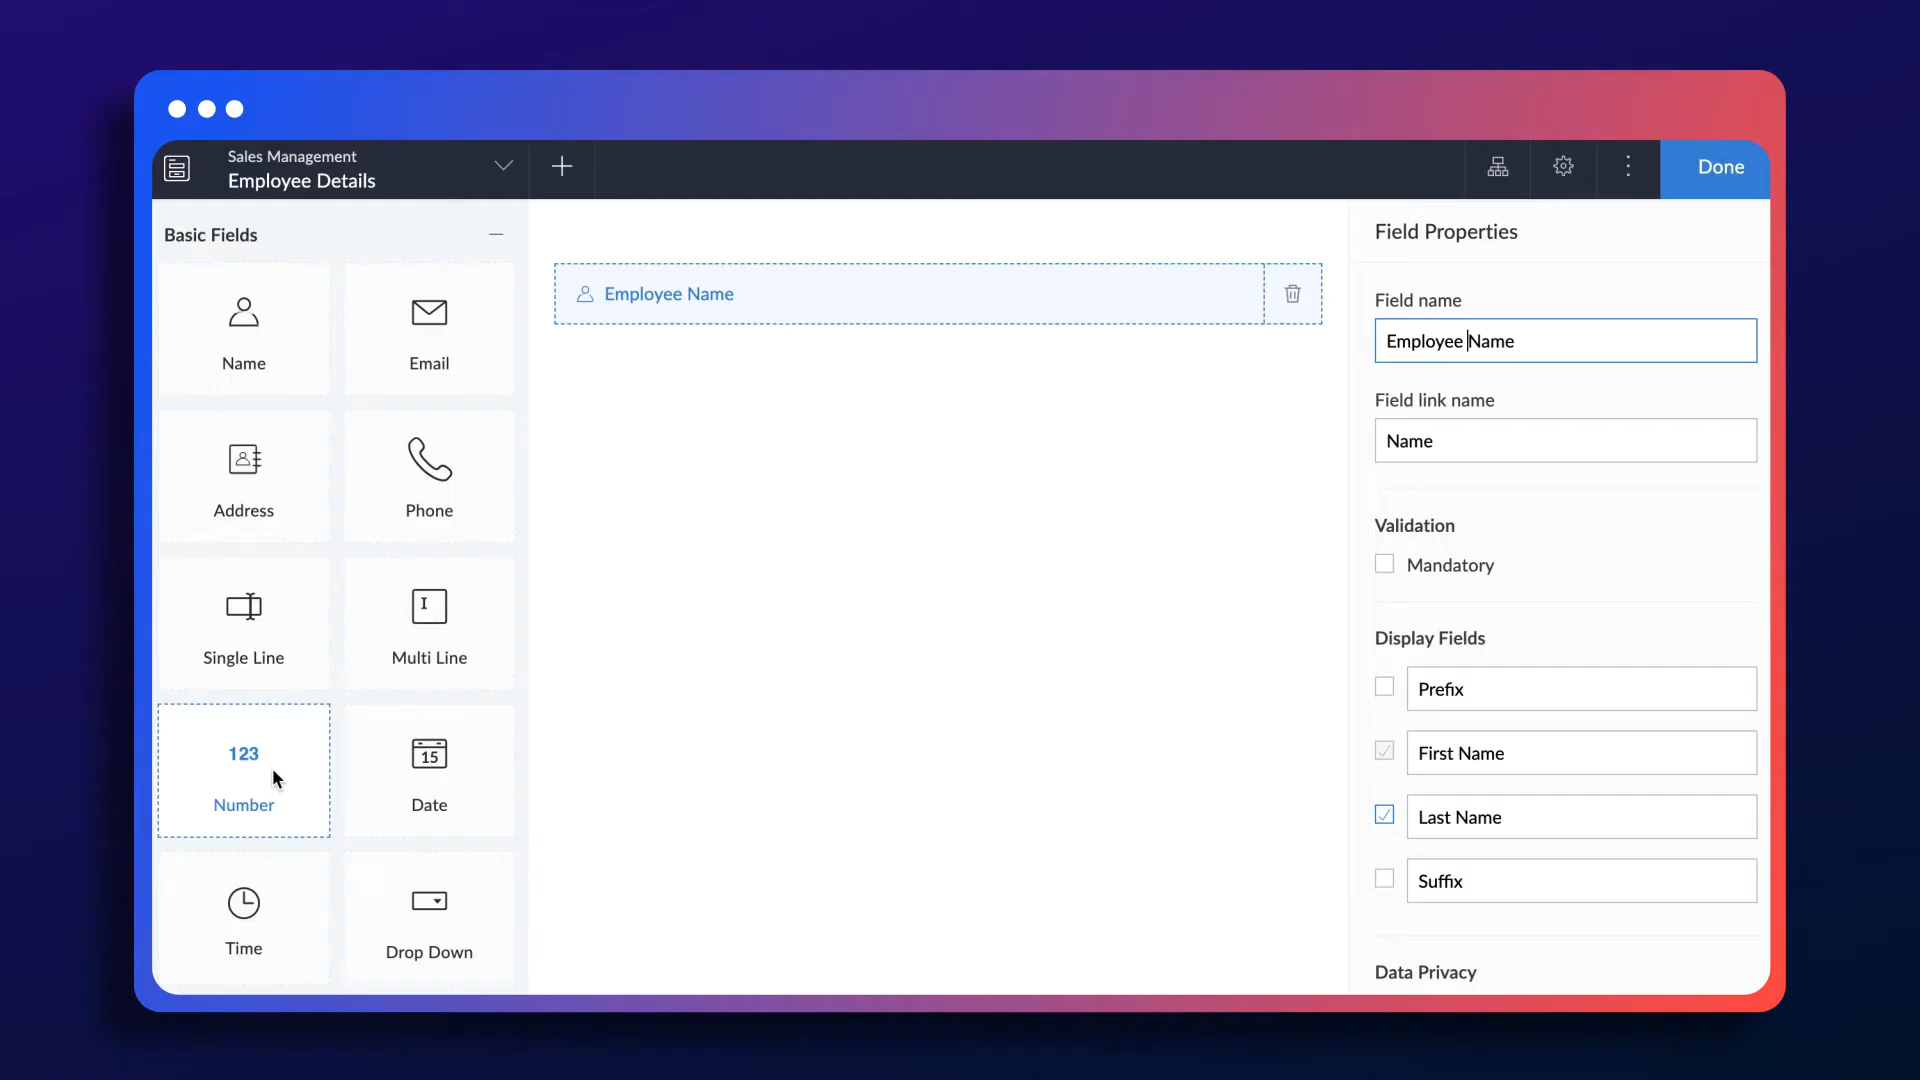 Sales Management
Employee Details
Done
Basic Fields
Name
Email
Address
Phone
Single Line
Multi Line
123
Number
15
Date
Time
Drop Down
Employee Name
Field Properties
Field name
Employee Name
Field link name
Name
Validation
Mandatory
Display Fields
Prefix
First Name
Last Name
Suffix
Data Privacy